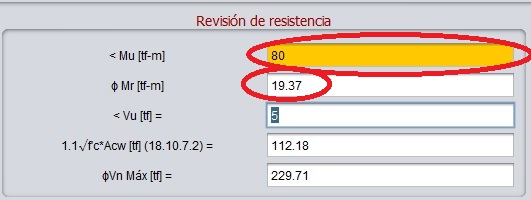 Revisión de resistencia
< Mu [tf-m] 80
ϕ Mr [tf-m] 19.37
< Vu [tf] = 5
1.1√f'c*Acw [tf] (18.10.7.2) = 112.18
ϕVn Máx [tf] = 229.71